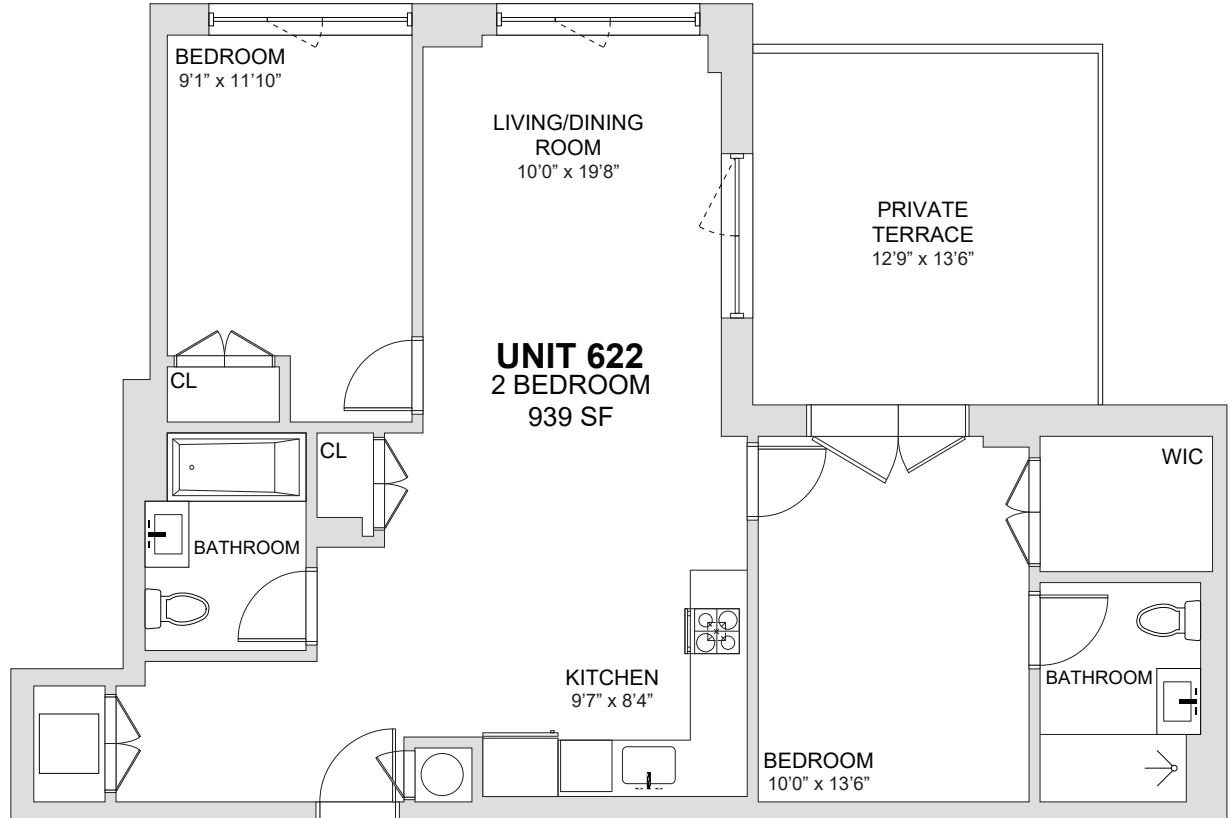 BEDROOM
9’1” x 11’10”
LIVING/DINING
ROOM
10’0” x 19’8”
PRIVATE
TERRACE
12’9” x 13’6”
UNIT 622
2 BEDROOM
939 SF
CL
CL
WIC
BATHROOM
KITCHEN
9’7” x 8’4”
BATHROOM
BEDROOM
10’0” x 13’6”